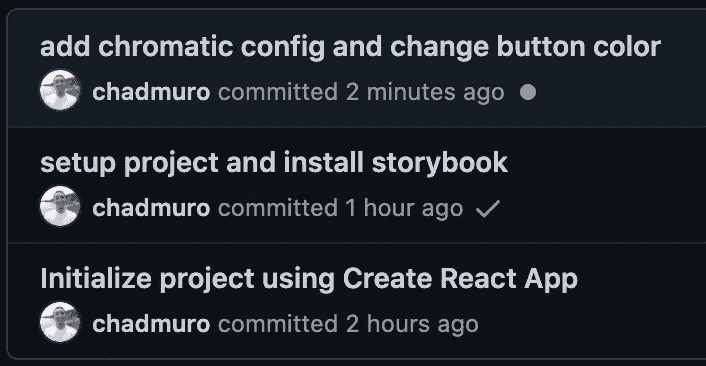 add chromatic config and change button color
chadmuro committed 2 minutes ago
setup project and install storybook
chadmuro committed 1 hour ago
Initialize project using Create React App
chadmuro committed 2 hours ago